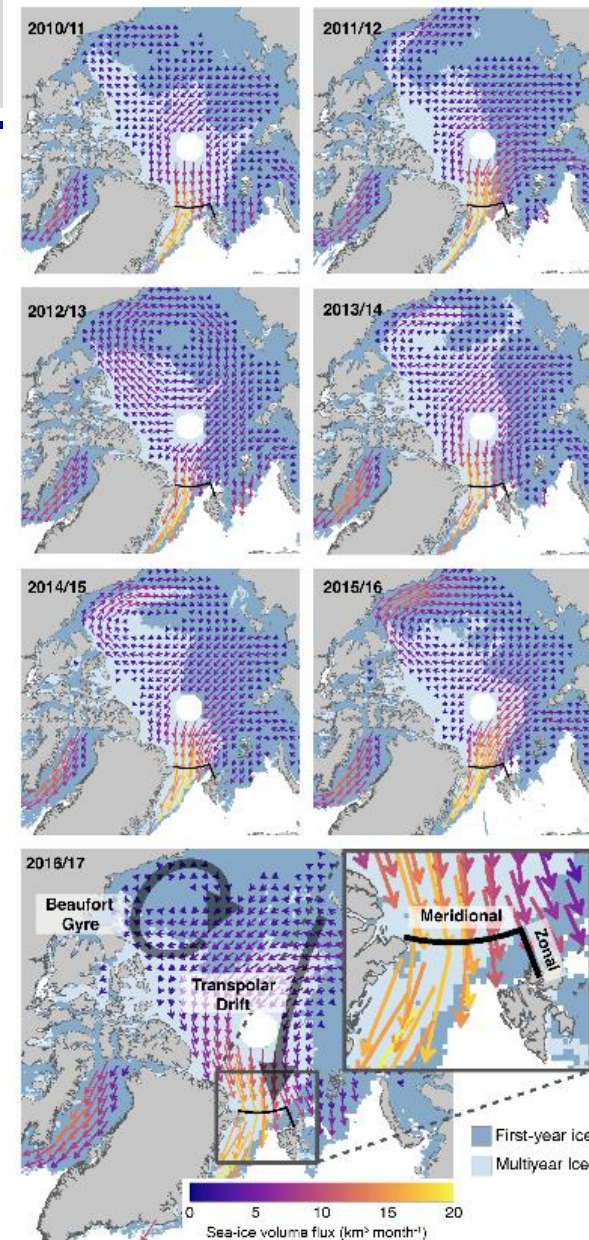 2010/11
2011/12
2012/13
2013/14
2014/15
2015/16
2016/17
Beaufort
Gyre
Transpolar
Drift
Meridional
Zonal
First-year ice
Multiyear Ice
0 5 10 15 20
Sea-ice volume flux (km³ month⁻¹)